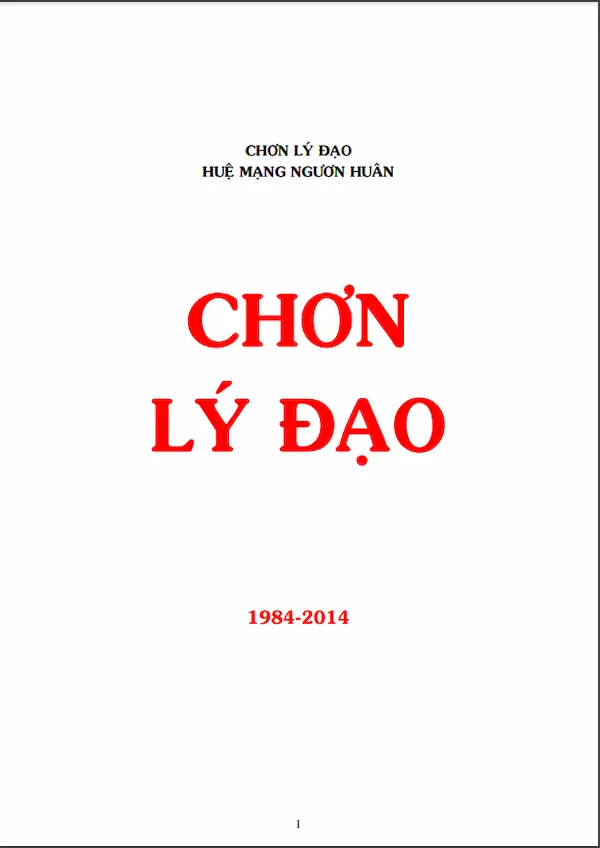 CHƠN LÝ ĐẠO
HUỆ MẠNG NGƯƠN HUÂN
CHƠN
LÝ ĐẠO
1984-2014
1